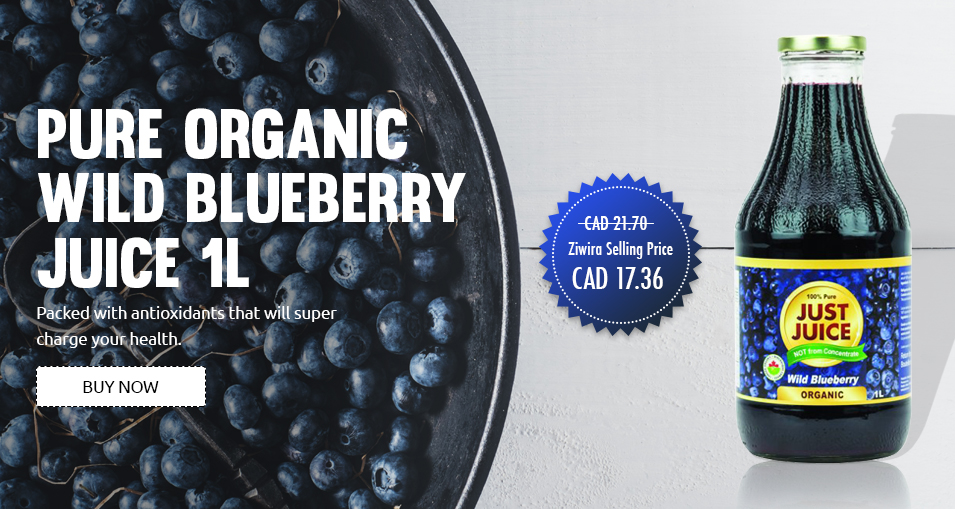 PURE ORGANIC
WILD BLUEBERRY
JUICE 1L
Packed with antioxidants that will super
charge your health.
BUY NOW
CAD 21.70
Ziwira Selling Price
CAD 17.36
100% Pure
JUST
JUICE
NOT from Concentrate
Wild Blueberry
ORGANIC
1L